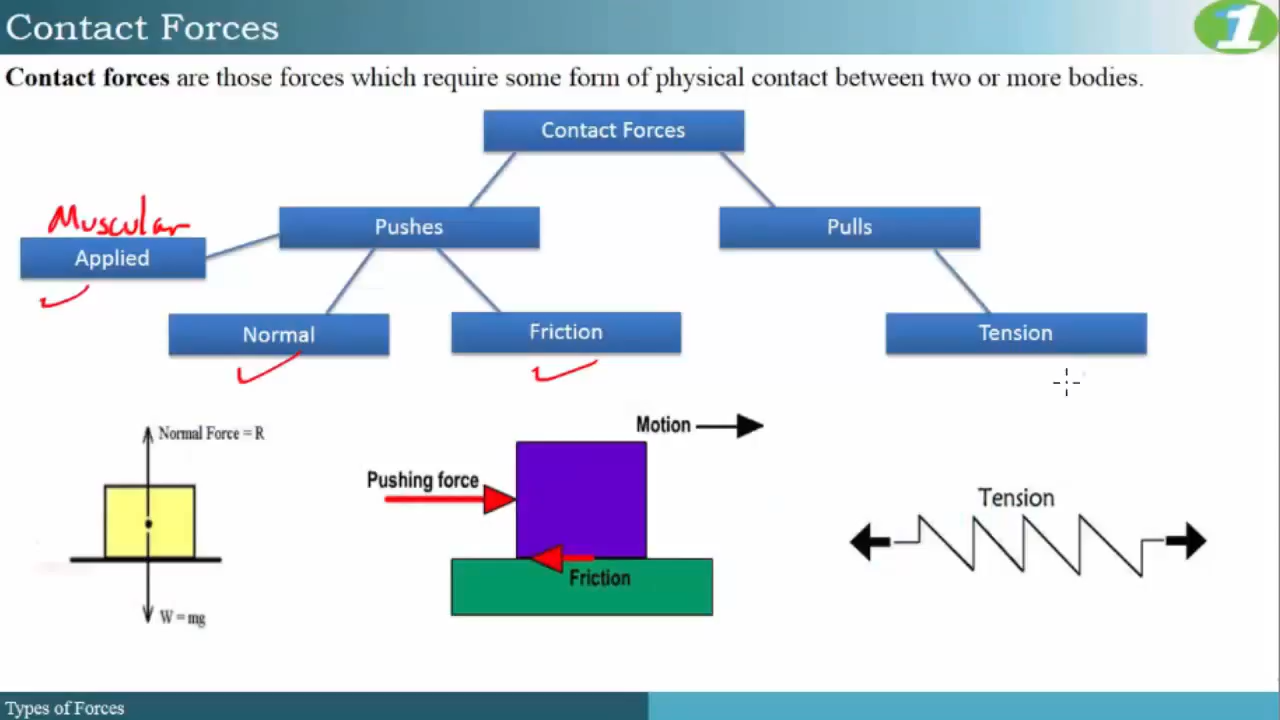 Contact Forces
1
Contact forces are those forces which require some form of physical contact between two or more bodies.
Contact Forces
Muscular
Pushes
Pulls
Applied
Normal
Friction
Tension
Normal Force = R
Motion
Pushing force
Tension
Friction
W = mg
Types of Forces